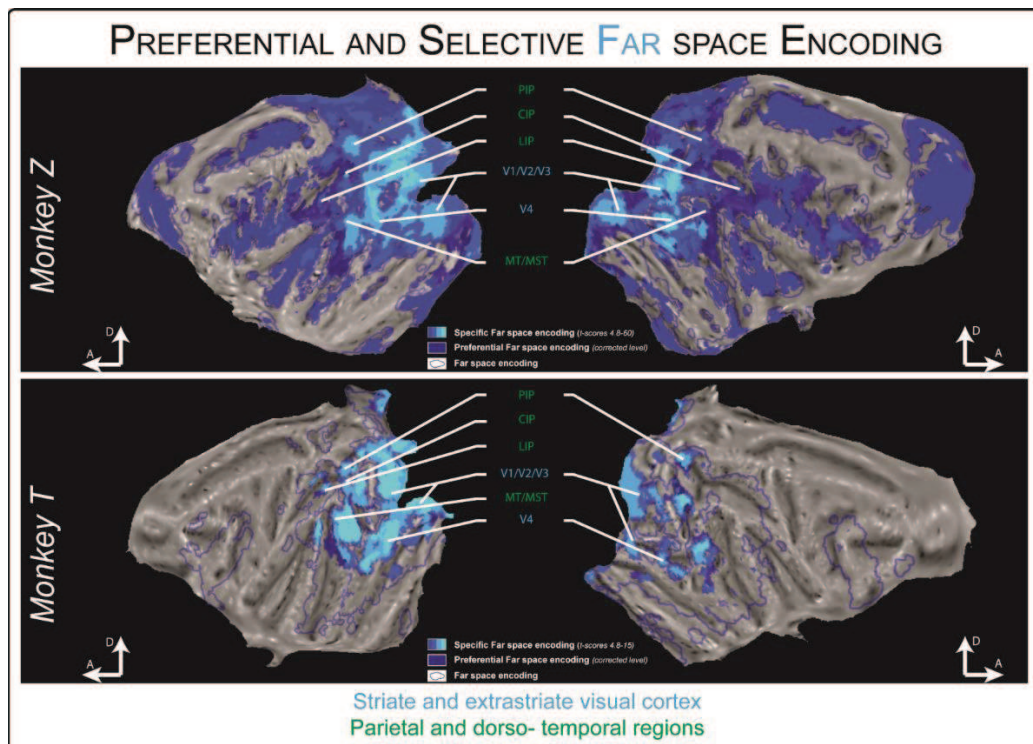 PREFERENTIAL AND SELECTIVE FAR SPACE ENCODING
Monkey Z
PIP
CIP
LIP
V1/V2/V3
V4
MT/MST
D
A
D
A
Specific Far space encoding (t-scores 4.8-60)
Preferential Far space encoding (corrected level)
Far space encoding
Monkey T
PIP
CIP
LIP
V1/V2/V3
MT/MST
V4
D
A
D
A
Specific Far space encoding (t-scores 4.8-15)
Preferential Far space encoding (corrected level)
Far space encoding
Striate and extrastriate visual cortex
Parietal and dorso- temporal regions